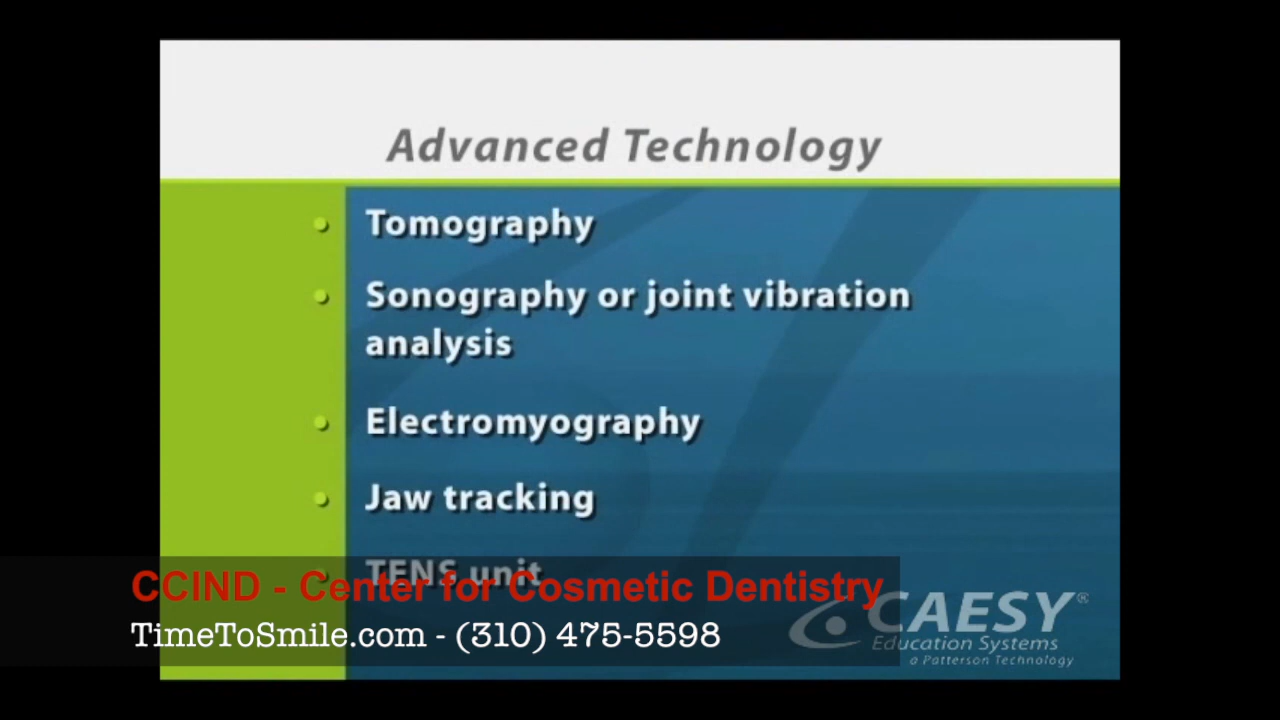 Advanced Technology
• Tomography
• Sonography or joint vibration
analysis
• Electromyography
• Jaw tracking
• TENS unit
CCIND - Center for Cosmetic Dentistry
TimeToSmile.com - (310) 475-5598
CAESY®
Education Systems
a Patterson Technology